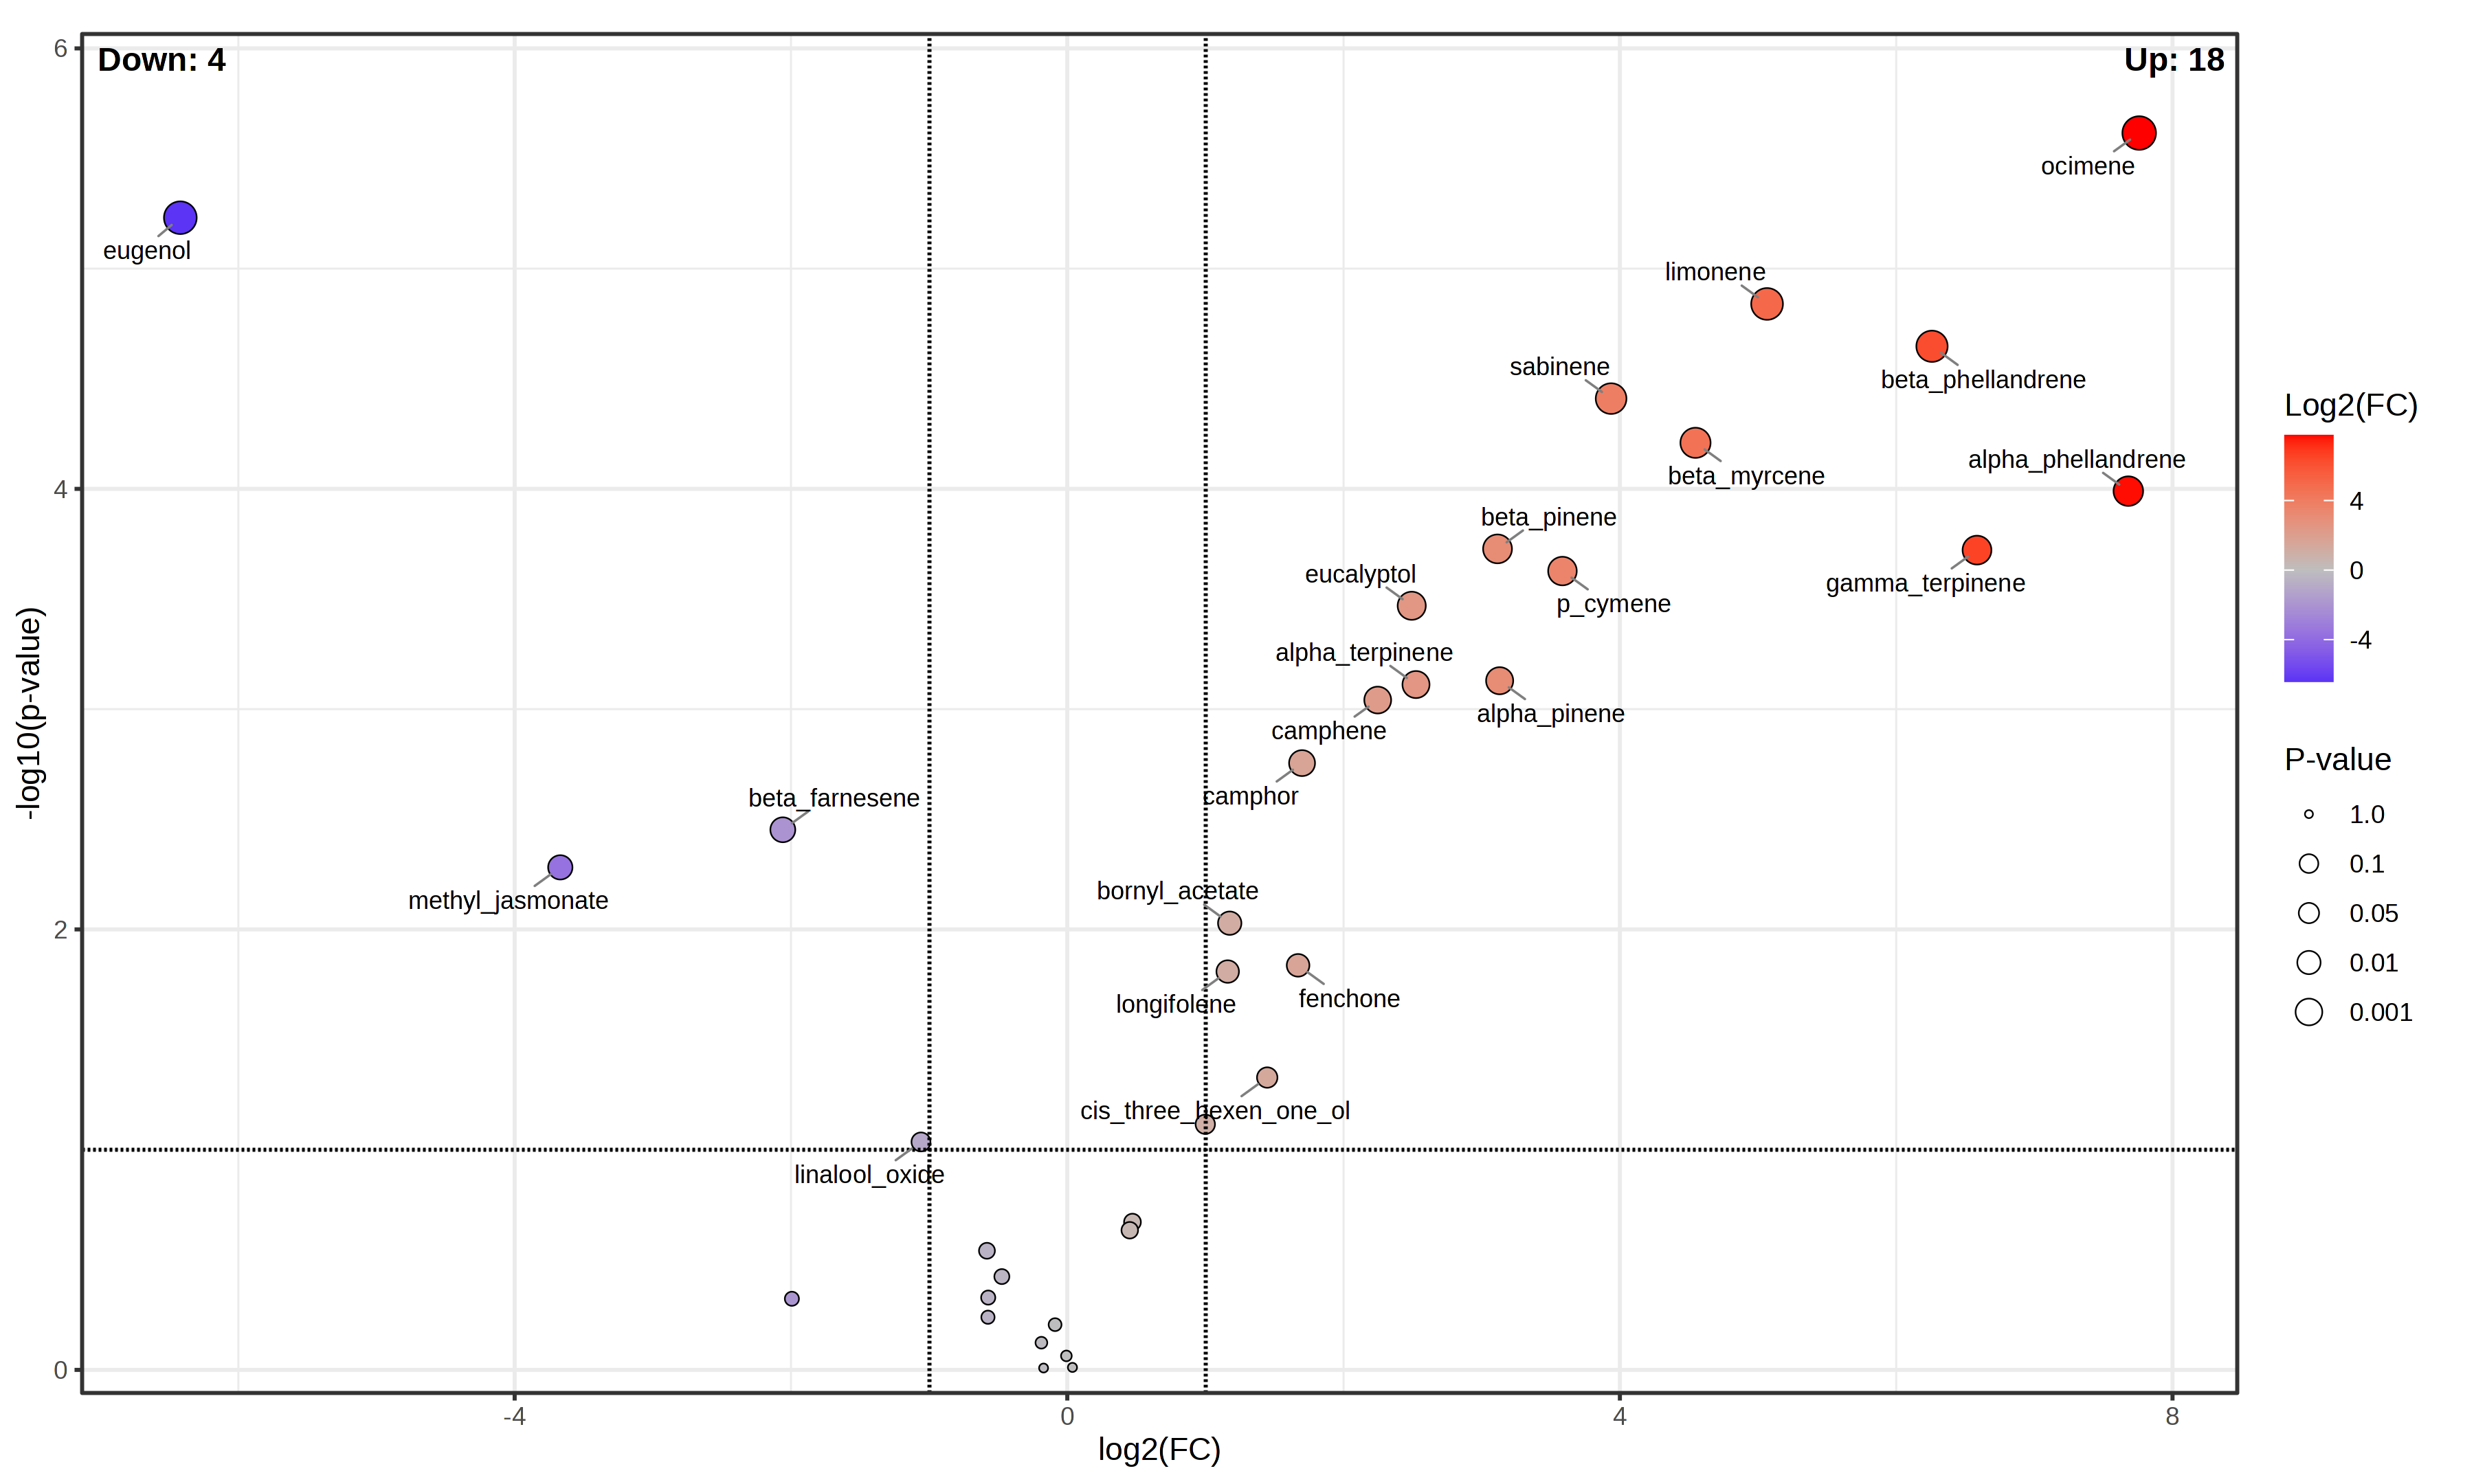 Down: 4
Up: 18
6
4
2
0
-log10(p-value)
ocimene
eugenol
limonene
beta_phellandrene
sabinene
beta_myrcene
alpha_phellandrene
beta_pinene
gamma_terpinene
eucalyptol
p_cymene
alpha_terpinene
alpha_pinene
camphene
camphor
beta_farnesene
methyl_jasmonate
bornyl_acetate
longifolene
fenchone
cis_three_hexen_one_ol
linalool_oxide
-4
0
4
8
log2(FC)
Log2(FC)
4
0
-4
P-value
1.0
0.1
0.05
0.01
0.001